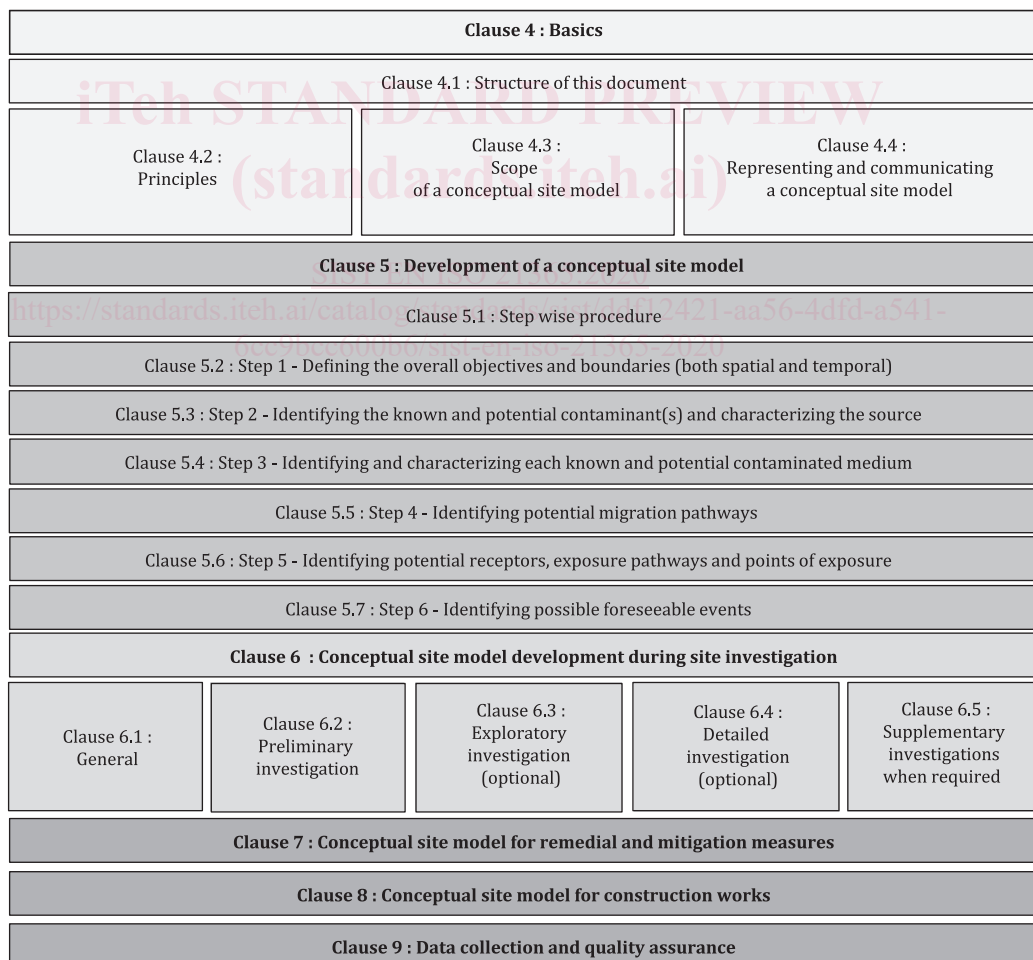 Clause 4 : Basics
Clause 4.1 : Structure of this document
iTeh STANDARD PREVIEW
(standards.iteh.ai)
Clause 4.2 :
Principles
Clause 4.3 :
Scope
of a conceptual site model
Clause 4.4 :
Representing and communicating
a conceptual site model
Clause 5 : Development of a conceptual site model
SIST EN ISO 21365:2020
https://standards.iteh.ai/catalog/standards/sist/ddf12421-aa56-4dfd-a541-
6cc9bcc600b6/sist-en-iso-21365-2020
Clause 5.1 : Step wise procedure
Clause 5.2 : Step 1 - Defining the overall objectives and boundaries (both spatial and temporal)
Clause 5.3 : Step 2 - Identifying the known and potential contaminant(s) and characterizing the source
Clause 5.4 : Step 3 - Identifying and characterizing each known and potential contaminated medium
Clause 5.5 : Step 4 - Identifying potential migration pathways
Clause 5.6 : Step 5 - Identifying potential receptors, exposure pathways and points of exposure
Clause 5.7 : Step 6 - Identifying possible foreseeable events
Clause 6 : Conceptual site model development during site investigation
Clause 6.1 :
General
Clause 6.2 :
Preliminary
investigation
Clause 6.3 :
Exploratory
investigation
(optional)
Clause 6.4 :
Detailed
investigation
(optional)
Clause 6.5 :
Supplementary
investigations
when required
Clause 7 : Conceptual site model for remedial and mitigation measures
Clause 8 : Conceptual site model for construction works
Clause 9 : Data collection and quality assurance